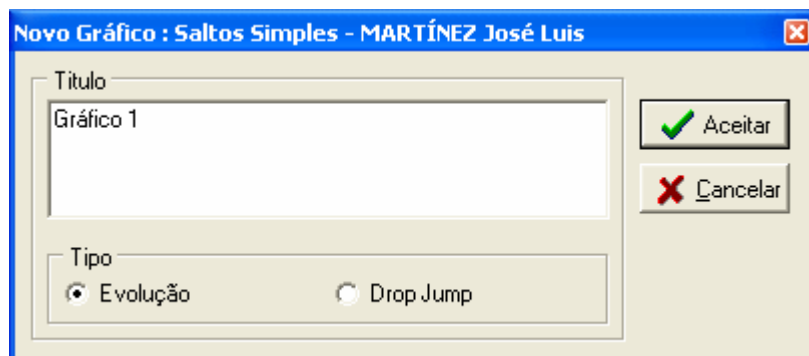 Novo Gráfico : Saltos Simples - MARTÍNEZ José Luis
Titulo
Gráfico 1
Aceitar
Cancelar
Tipo
Evolução Drop Jump